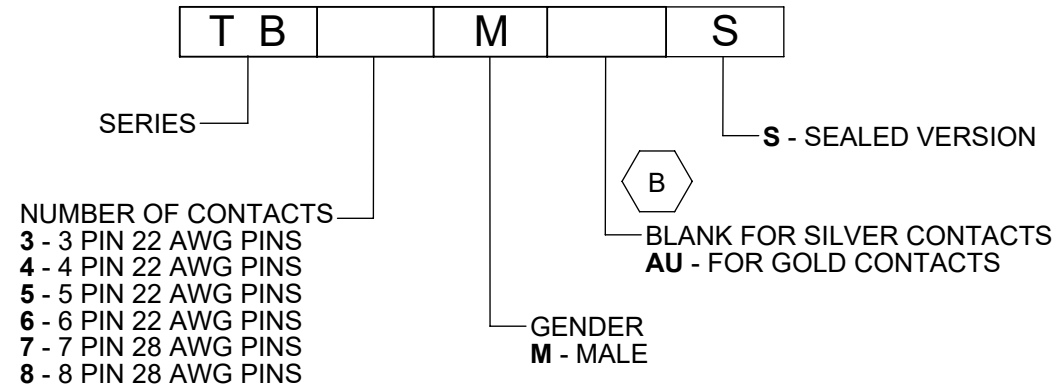 T B M S
SERIES
S - SEALED VERSION
B
NUMBER OF CONTACTS
3 - 3 PIN 22 AWG PINS
4 - 4 PIN 22 AWG PINS
5 - 5 PIN 22 AWG PINS
6 - 6 PIN 22 AWG PINS
7 - 7 PIN 28 AWG PINS
8 - 8 PIN 28 AWG PINS
BLANK FOR SILVER CONTACTS
AU - FOR GOLD CONTACTS
GENDER
M - MALE